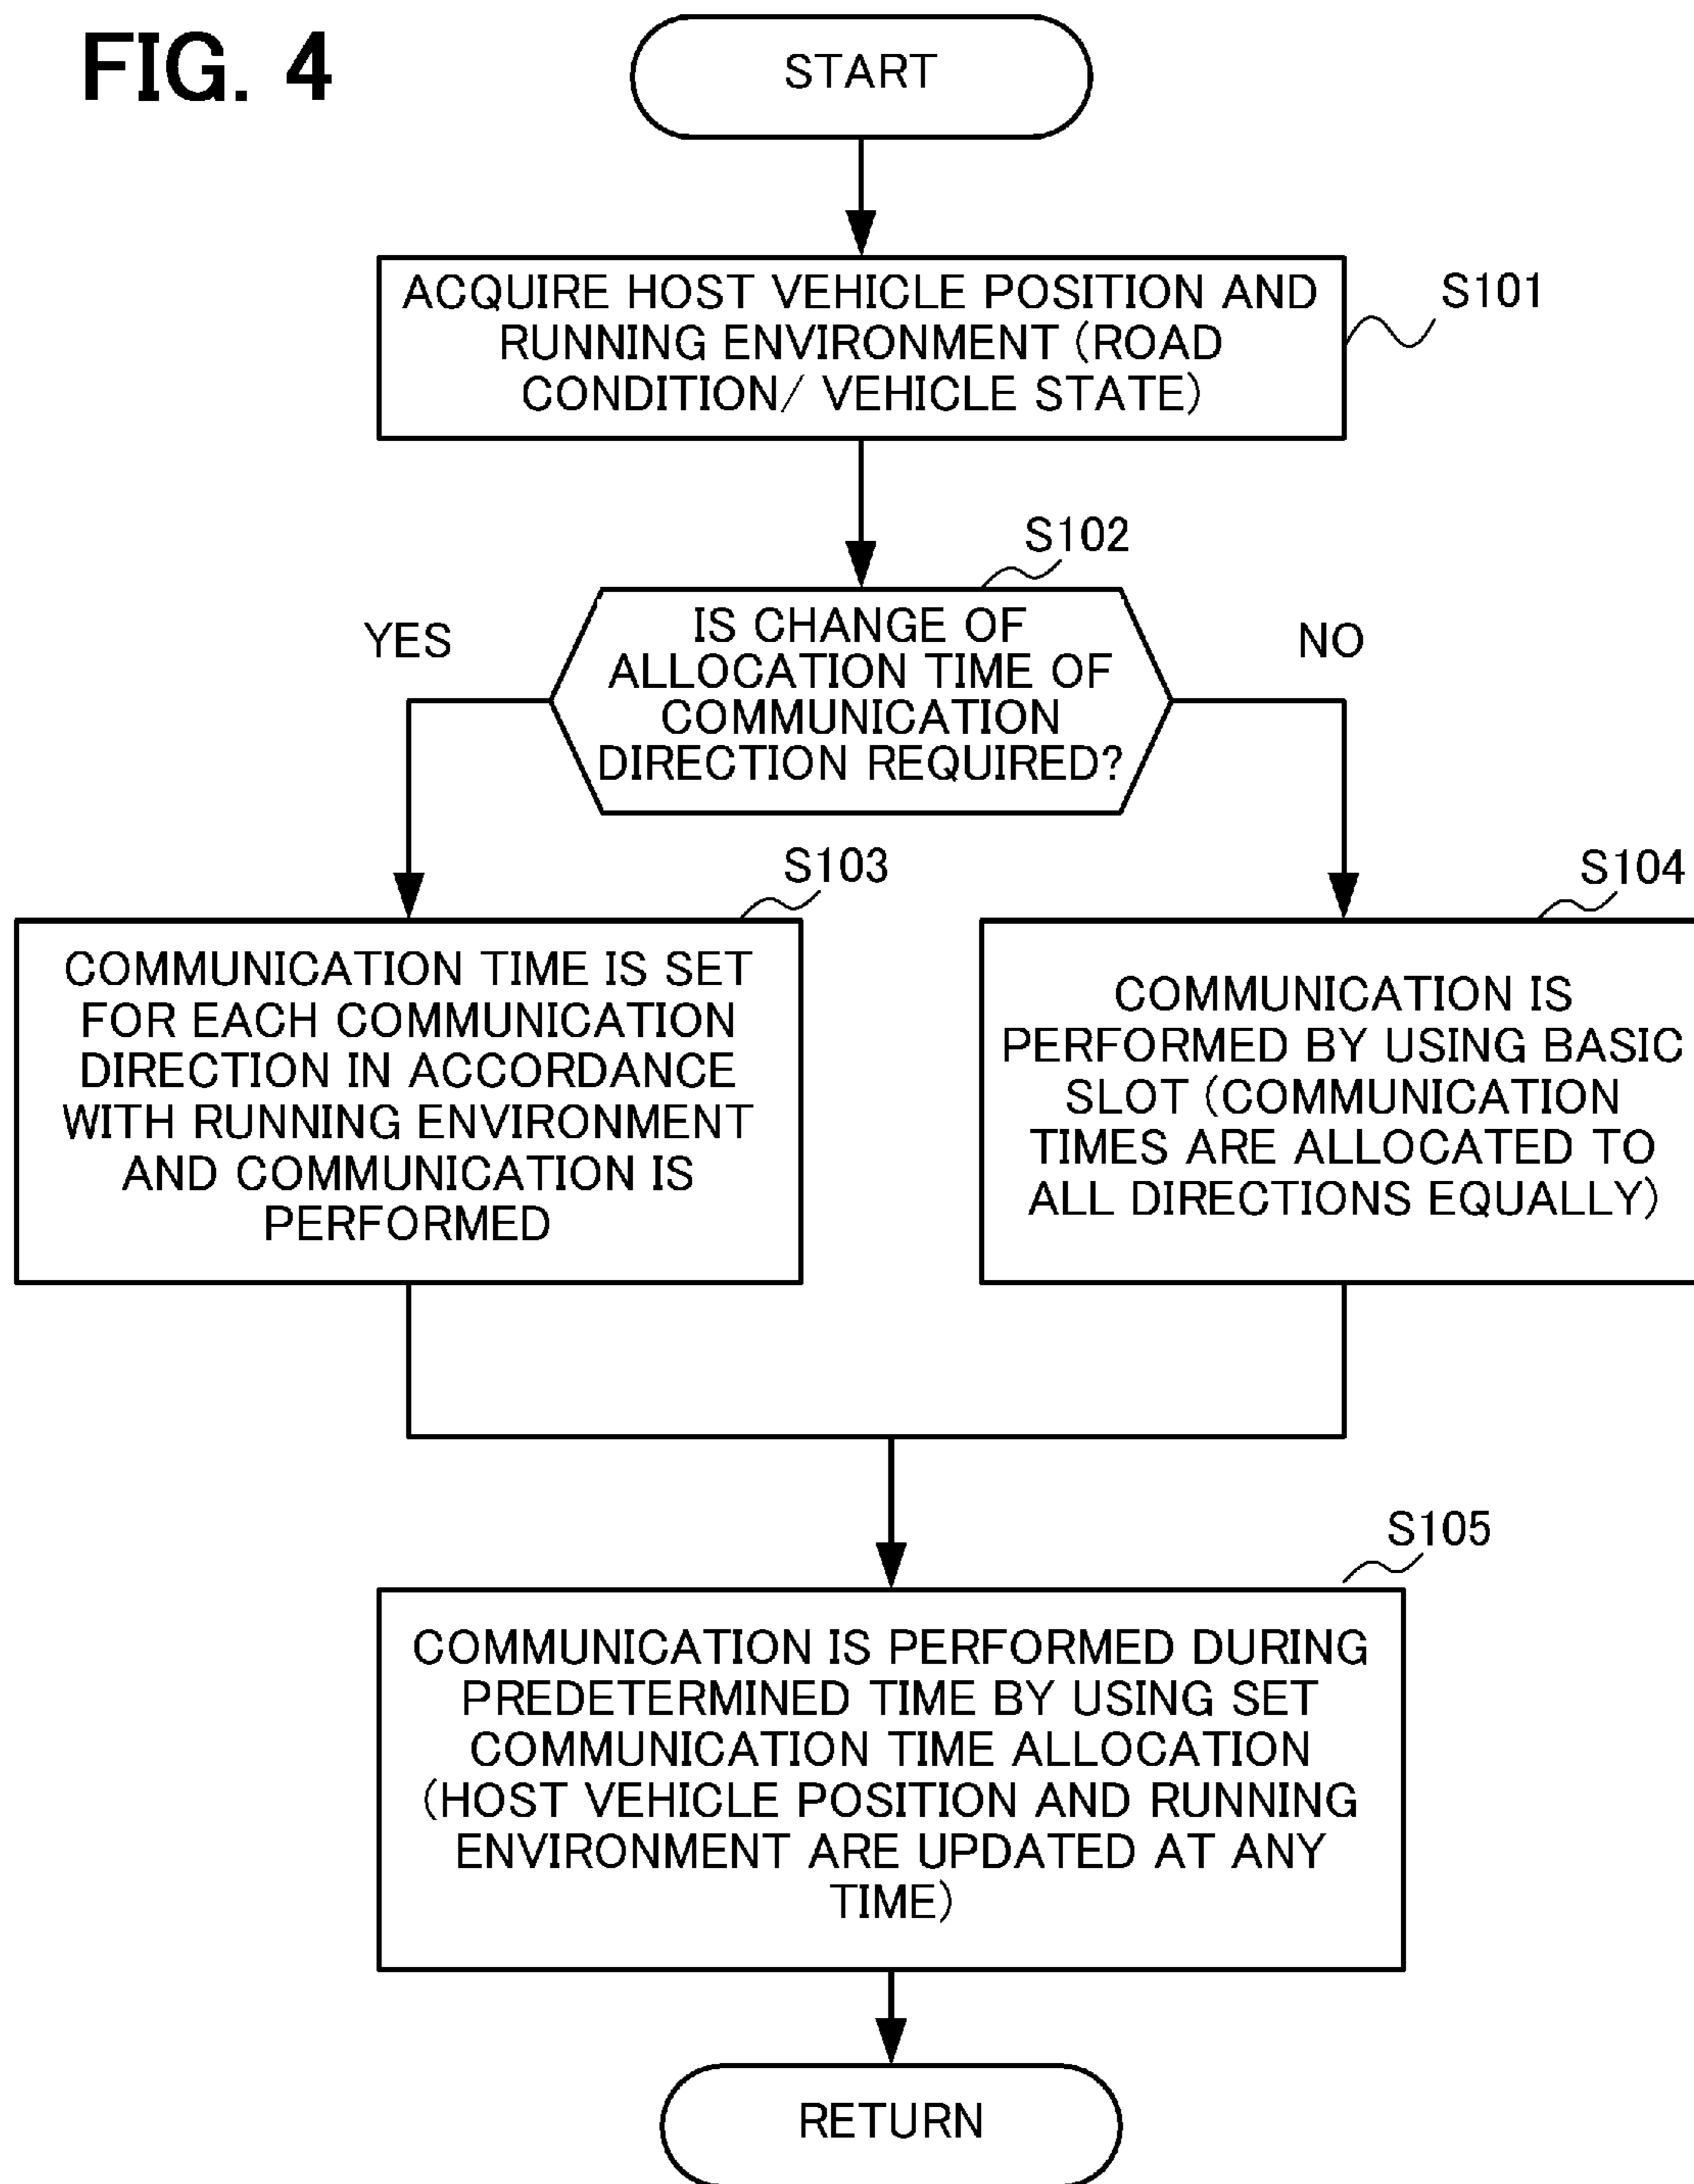 FIG. 4
START
ACQUIRE HOST VEHICLE POSITION AND
RUNNING ENVIRONMENT (ROAD
CONDITION/ VEHICLE STATE)
S101
S102
YES
IS CHANGE OF
ALLOCATION TIME OF
COMMUNICATION
DIRECTION REQUIRED?
NO
S103
COMMUNICATION TIME IS SET
FOR EACH COMMUNICATION
DIRECTION IN ACCORDANCE
WITH RUNNING ENVIRONMENT
AND COMMUNICATION IS
PERFORMED
S104
COMMUNICATION IS
PERFORMED BY USING BASIC
SLOT (COMMUNICATION
TIMES ARE ALLOCATED TO
ALL DIRECTIONS EQUALLY)
S105
COMMUNICATION IS PERFORMED DURING
PREDETERMINED TIME BY USING SET
COMMUNICATION TIME ALLOCATION
(HOST VEHICLE POSITION AND RUNNING
ENVIRONMENT ARE UPDATED AT ANY
TIME)
RETURN